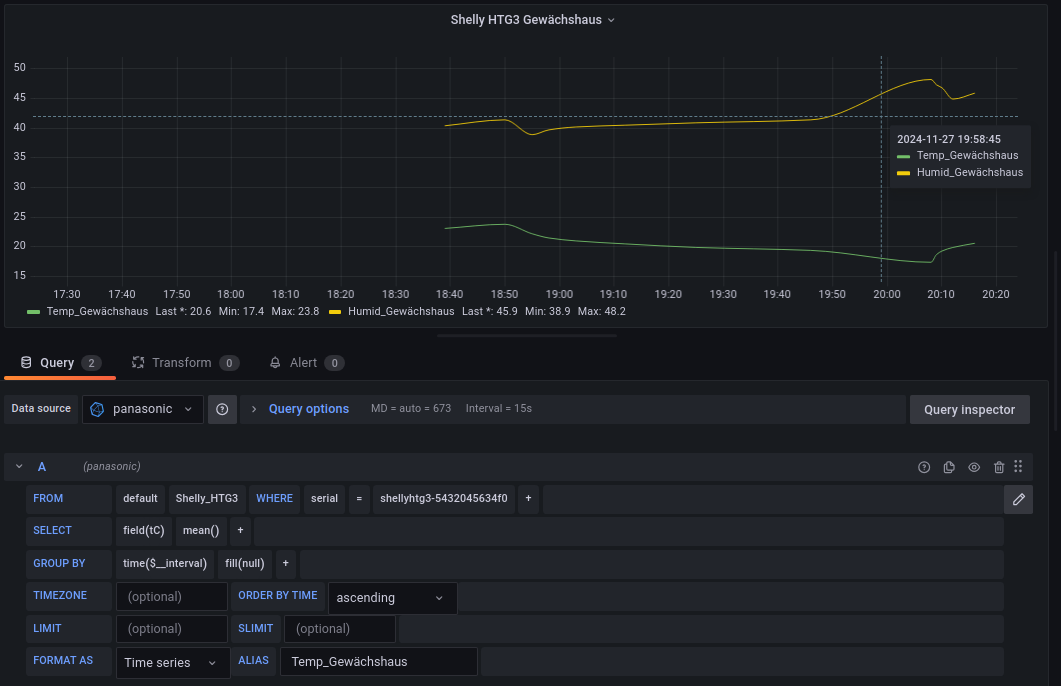 Shelly HTG3 Gewächshaus
50
45
40
35
30
25
20
15
2024-11-27 19:58:45
Temp_Gewächshaus
Humid_Gewächshaus
17:30 17:40 17:50 18:00 18:10 18:20 18:30 18:40 18:50 19:00 19:10 19:20 19:30 19:40 19:50 20:00 20:10 20:20
Temp_Gewächshaus Last *: 20.6 Min: 17.4 Max: 23.8 Humid_Gewächshaus Last *: 45.9 Min: 38.9 Max: 48.2
Query 2 Transform 0 Alert 0
Data source panasonic Query options MD = auto = 673 Interval = 15s Query inspector
A (panasonic)
FROM default Shelly_HTG3 WHERE serial = shellyhtg3-5432045634f0 +
SELECT field(tC) mean() +
GROUP BY time($__interval) fill(null) +
TIMEZONE (optional) ORDER BY TIME ascending
LIMIT (optional) SLIMIT (optional)
FORMAT AS Time series ALIAS Temp_Gewächshaus